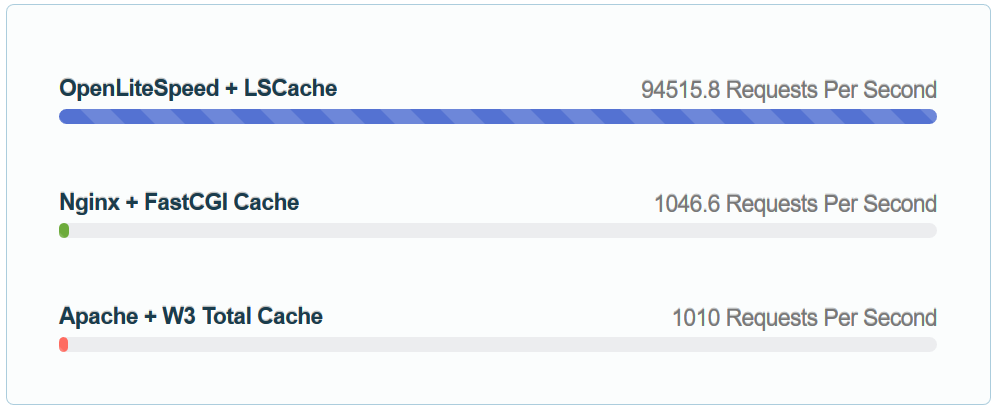 OpenLiteSpeed + LSCache 94515.8 Requests Per Second
Nginx + FastCGI Cache 1046.6 Requests Per Second
Apache + W3 Total Cache 1010 Requests Per Second